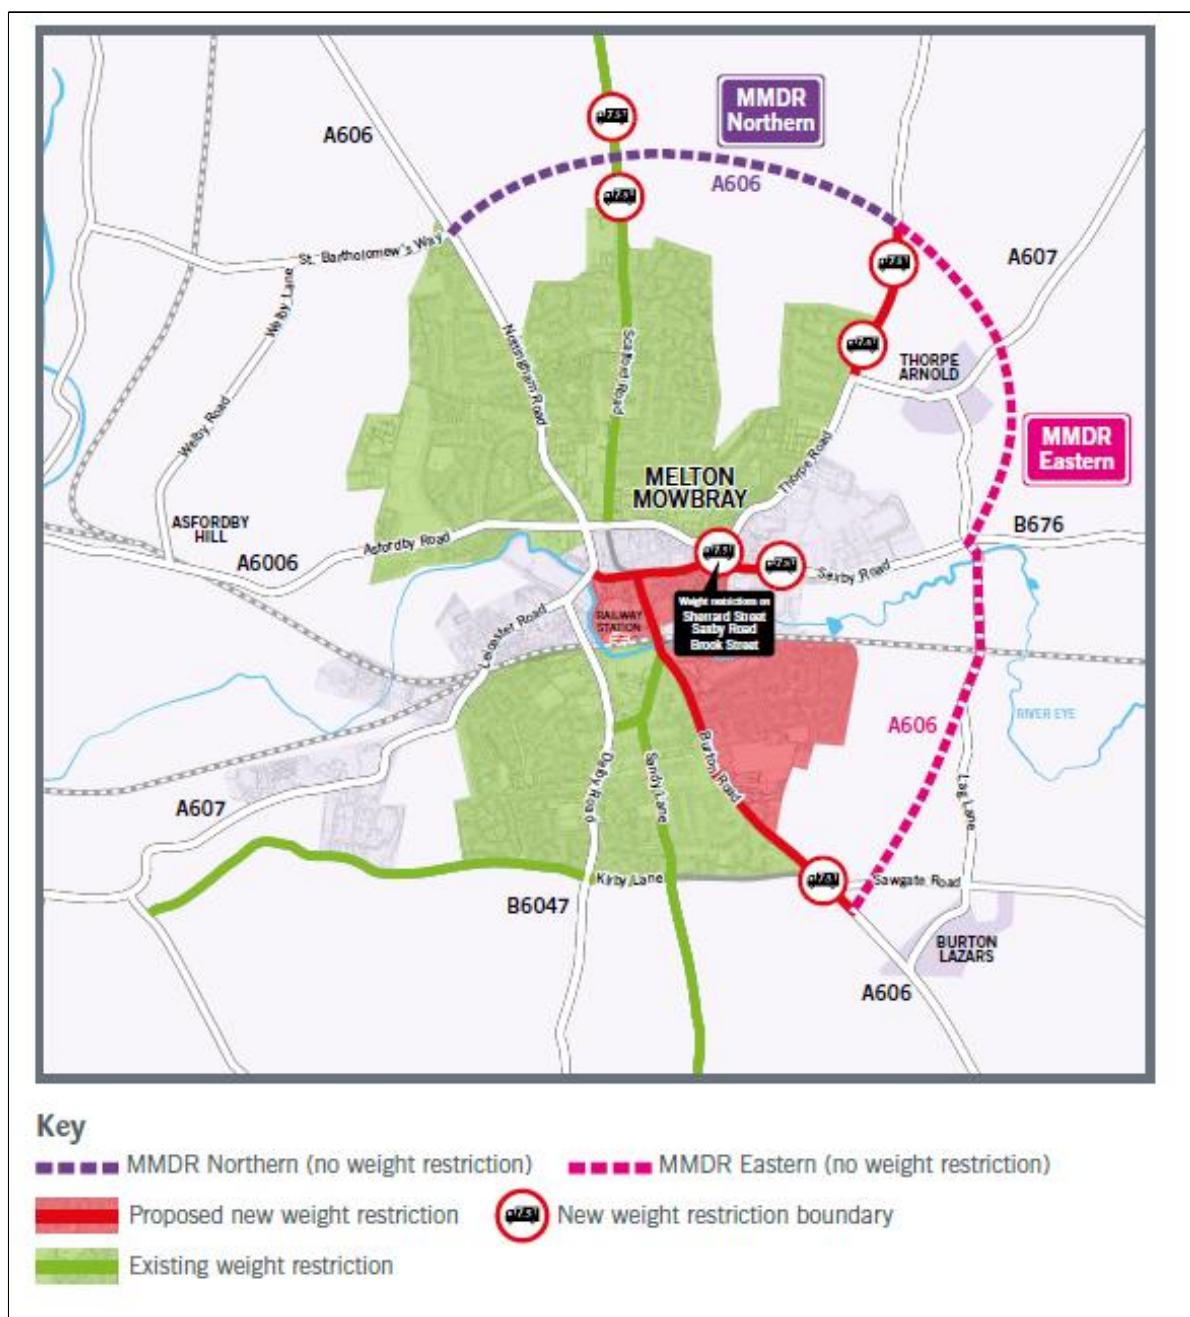 MMDR
Northern
A606
A606
St. Bartholomew's Way
A607
Welby Lane
Nottingham Road
Scalford Road
THORPE
ARNOLD
MMDR
Eastern
Welby Road
MELTON
MOWBRAY
Thorpe Road
ASFORDBY
HILL
B676
A6006
Asfordby Road
Saxby Road
Weight restrictions on
Sherrard Street
Saxby Road
Brook Street
Leicester Road
RAILWAY
STATION
A606
RIVER EYE
Burton Road
Dalby Road
Sandy Lane
Lag Lane
A607
Kirby Lane
Sawgate Road
B6047
BURTON
LAZARS
A606
Key
MMDR Northern (no weight restriction)
MMDR Eastern (no weight restriction)
Proposed new weight restriction
New weight restriction boundary
Existing weight restriction